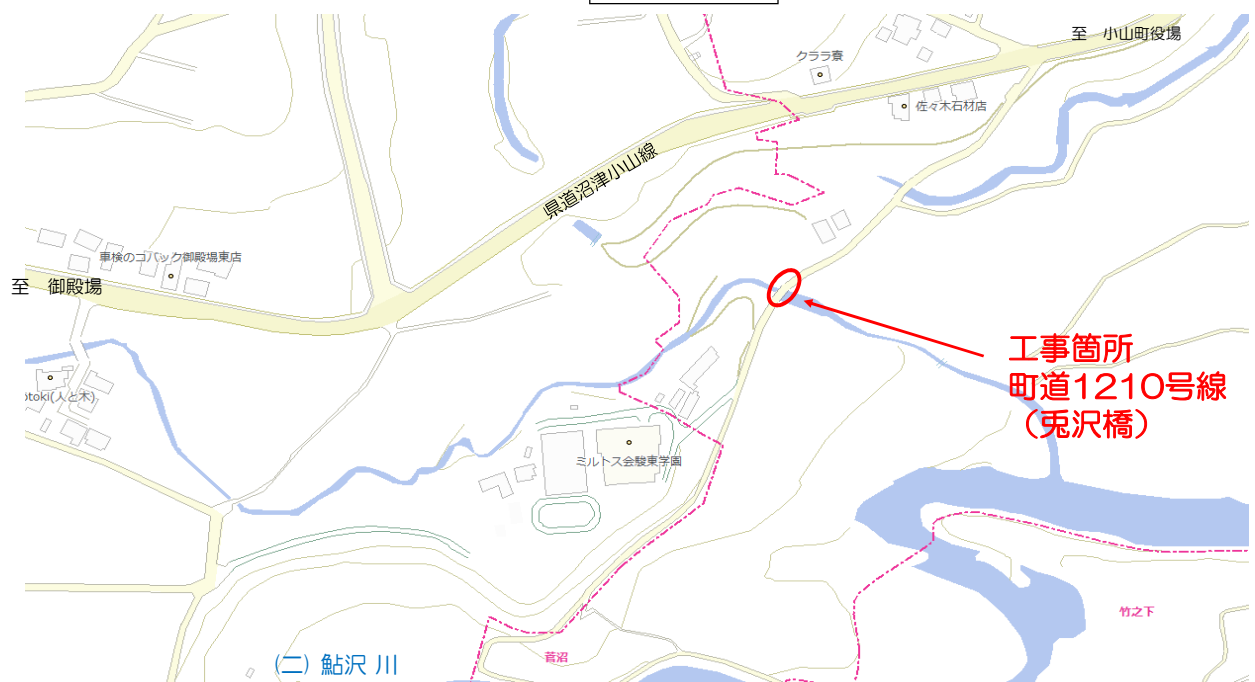 至 小山町役場
クララ寮
佐々木石材店
県道沼津小山線
車検のコバック御殿場東店
至 御殿場
工事箇所
町道1210号線
(兎沢橋)
otoki(人と木)
ミルトス会駿東学園
竹之下
菅沼
(二) 鮎沢 川